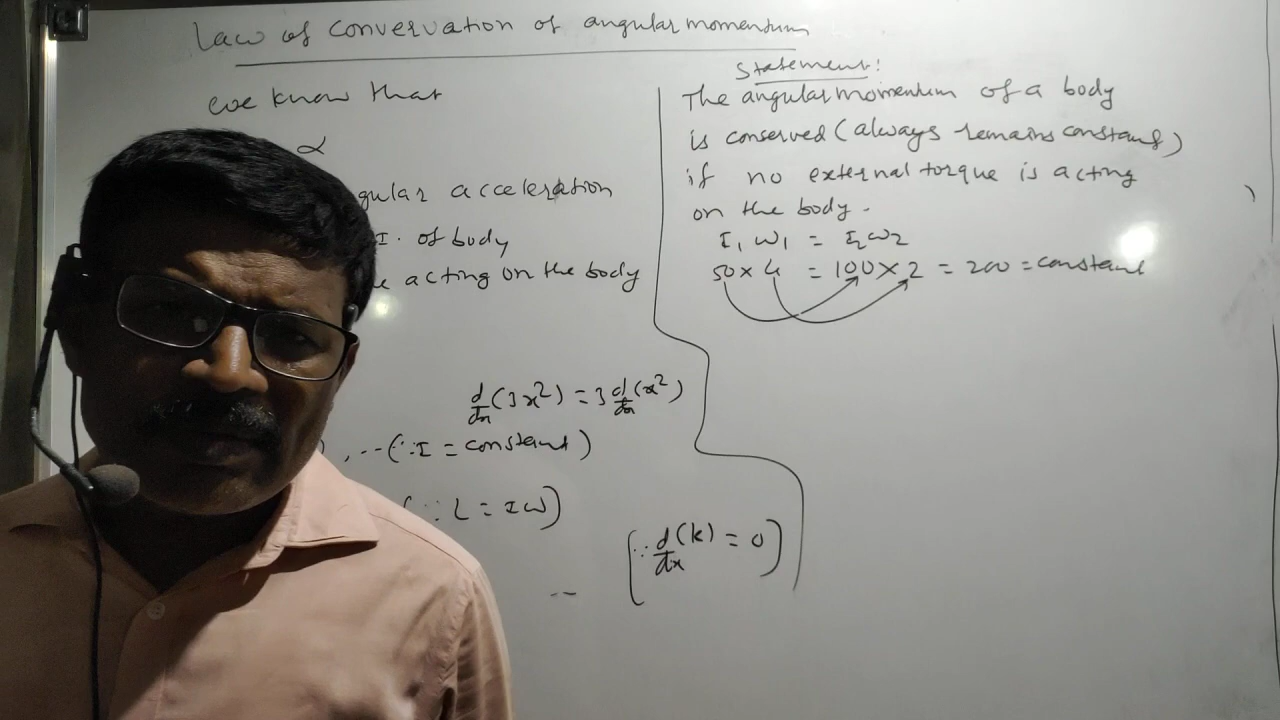 Law of convervation of angular momentum
we know that
α
gular acceleration
I. of body
e acting on the body
d/dx (3x²) = 3 d/dx (x²)
) , --(∵ I = constant)
(∵ L = Iω)
-- [∵ d/dx (k) = 0]
Statement:
The angular momentum of a body
is conserved (always remains constant)
if no external torque is acting
on the body.
I₁ ω₁ = I₂ ω₂
50 × 4 = 100 × 2 = 200 = constant